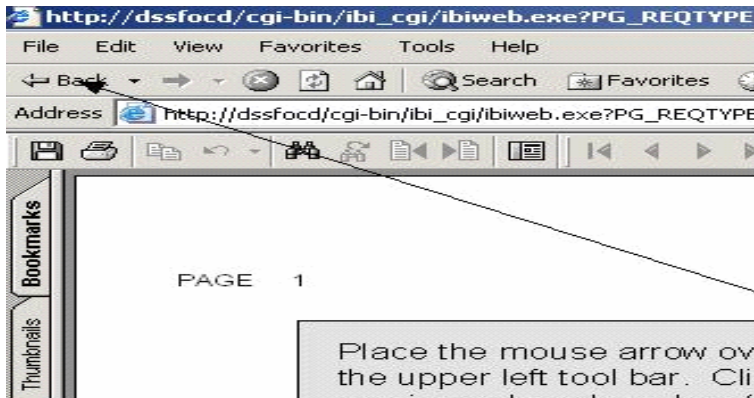 http://dssfocd/cgi-bin/ibi_cgi/ibiweb.exe?PG_REQTYPE
File Edit View Favorites Tools Help
Back Search Favorites
Address http://dssfocd/cgi-bin/ibi_cgi/ibiweb.exe?PG_REQTYPE
Bookmarks
Thumbnails
PAGE 1
Place the mouse arrow ov
the upper left tool bar. Cli